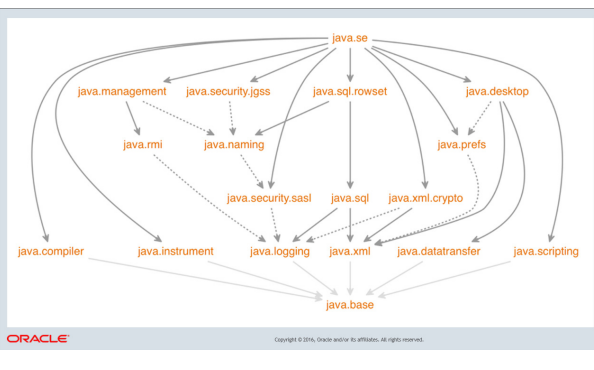 java.se
java.management java.security.jgss java.sql.rowset java.desktop
java.rmi java.naming java.prefs
java.security.sasl java.sql java.xml.crypto
java.compiler java.instrument java.logging java.xml java.datatransfer java.scripting
java.base
ORACLE Copyright © 2016, Oracle and/or its affiliates. All rights reserved.